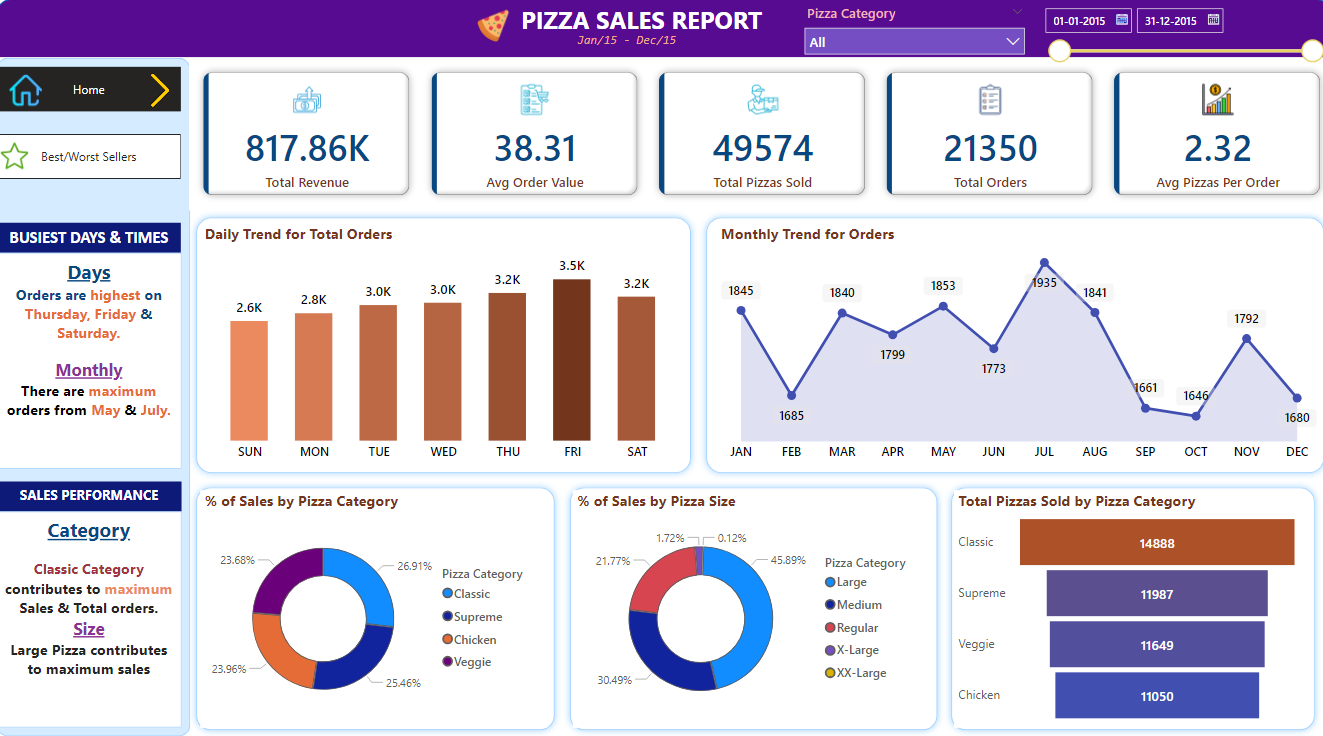 PIZZA SALES REPORT
Jan/15 - Dec/15
Pizza Category
All
01-01-2015
31-12-2015
Home
Best/Worst Sellers
817.86K
Total Revenue
38.31
Avg Order Value
49574
Total Pizzas Sold
21350
Total Orders
2.32
Avg Pizzas Per Order
BUSIEST DAYS & TIMES
Days
Orders are highest on
Thursday, Friday &
Saturday.
Monthly
There are maximum
orders from May & July.
SALES PERFORMANCE
Category
Classic Category
contributes to maximum
Sales & Total orders.
Size
Large Pizza contributes
to maximum sales
Daily Trend for Total Orders
2.6K
2.8K
3.0K
3.0K
3.2K
3.5K
3.2K
SUN MON TUE WED THU FRI SAT
Monthly Trend for Orders
1845
1685
1840
1799
1853
1773
1935
1841
1661
1646
1792
1680
JAN FEB MAR APR MAY JUN JUL AUG SEP OCT NOV DEC
% of Sales by Pizza Category
23.68%
26.91%
23.96%
25.46%
Pizza Category
Classic
Supreme
Chicken
Veggie
% of Sales by Pizza Size
1.72%
0.12%
21.77%
45.89%
30.49%
Pizza Category
Large
Medium
Regular
X-Large
XX-Large
Total Pizzas Sold by Pizza Category
Classic 14888
Supreme 11987
Veggie 11649
Chicken 11050